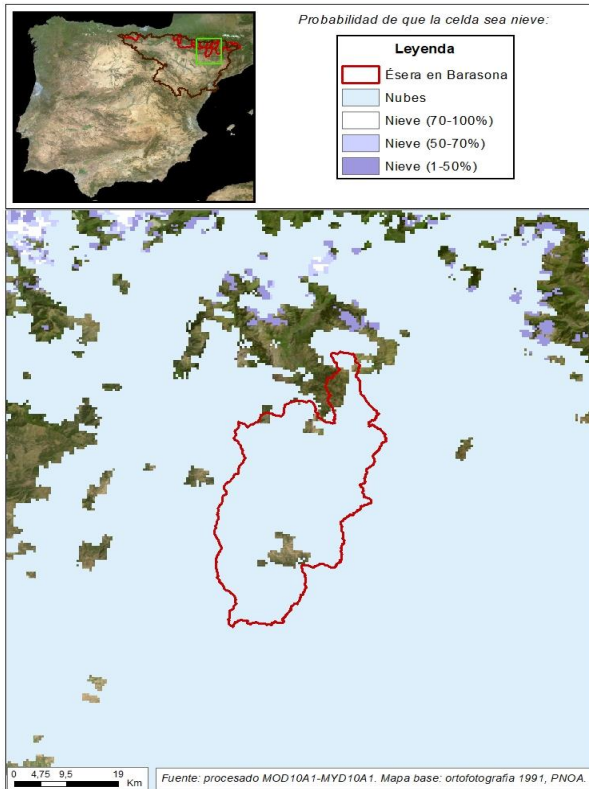 Probabilidad de que la celda sea nieve:
Leyenda
Ésera en Barasona
Nubes
Nieve (70-100%)
Nieve (50-70%)
Nieve (1-50%)
0 4,75 9,5 19
Km
Fuente: procesado MOD10A1-MYD10A1. Mapa base: ortofotografia 1991, PNOA.